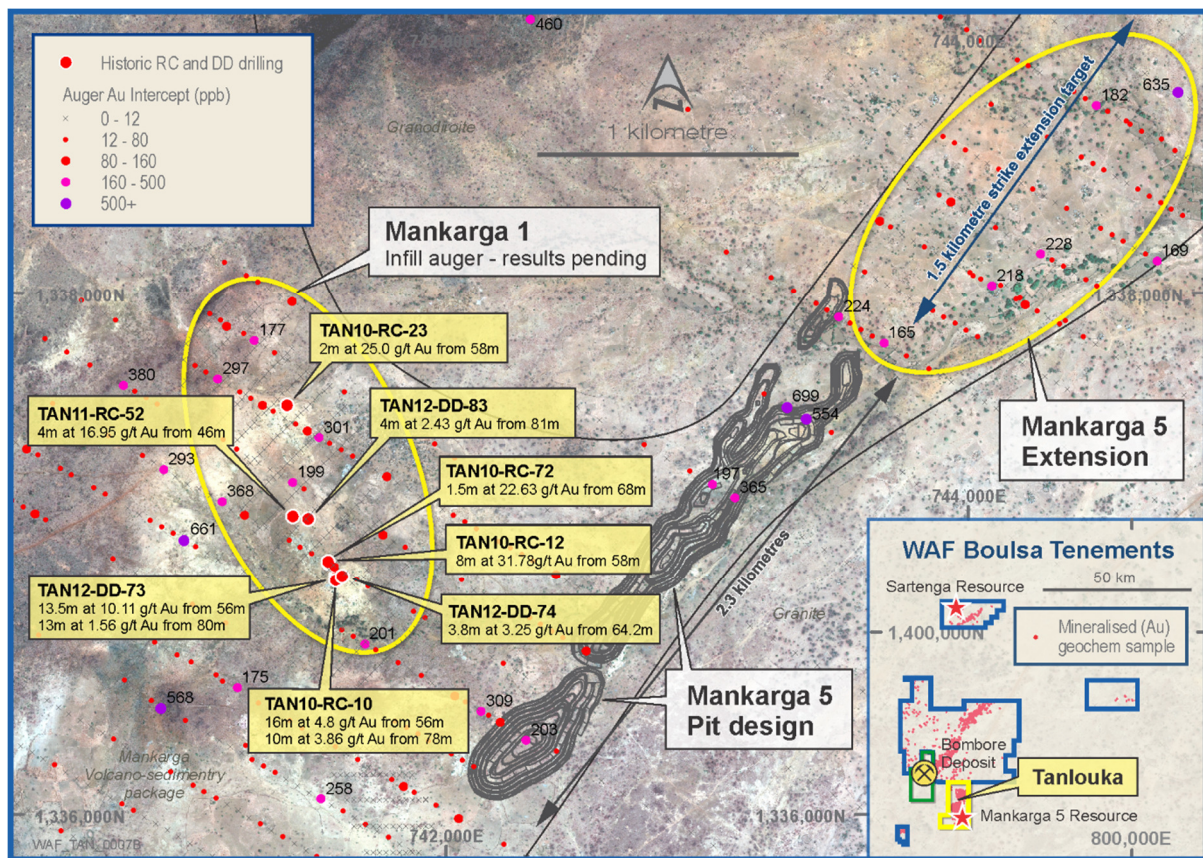 460
Historic RC and DD drilling
Auger Au Intercept (ppb)
0 - 12
12 - 80
80 - 160
160 - 500
500+
Granodiroite
1 kilometre
744,000E
182
635
1.5 kilometre strike extension target
Mankarga 1
Infill auger - results pending
228
169
218
1,338,000N
1,338,000N
224
165
177
TAN10-RC-23
2m at 25.0 g/t Au from 58m
297
380
TAN11-RC-52
4m at 16.95 g/t Au from 46m
TAN12-DD-83
4m at 2.43 g/t Au from 81m
699
554
Mankarga 5
Extension
301
293
199
TAN10-RC-72
1.5m at 22.63 g/t Au from 68m
197
365
744,000E
368
661
TAN10-RC-12
8m at 31.78g/t Au from 58m
2.3 kilometres
Granite
TAN12-DD-73
13.5m at 10.11 g/t Au from 56m
13m at 1.56 g/t Au from 80m
TAN12-DD-74
3.8m at 3.25 g/t Au from 64.2m
201
175
568
TAN10-RC-10
16m at 4.8 g/t Au from 56m
10m at 3.86 g/t Au from 78m
309
203
Mankarga 5
Pit design
Mankarga
Volcano-sedimentry
package
258
742,000E
1,336,000N
1,336,000N
WAF_TAN_0007B
WAF Boulsa Tenements
Sartenga Resource
50 km
1,400,000N
Mineralised (Au)
geochem sample
Bombore
Deposit
Tanlouka
Mankarga 5 Resource
800,000E